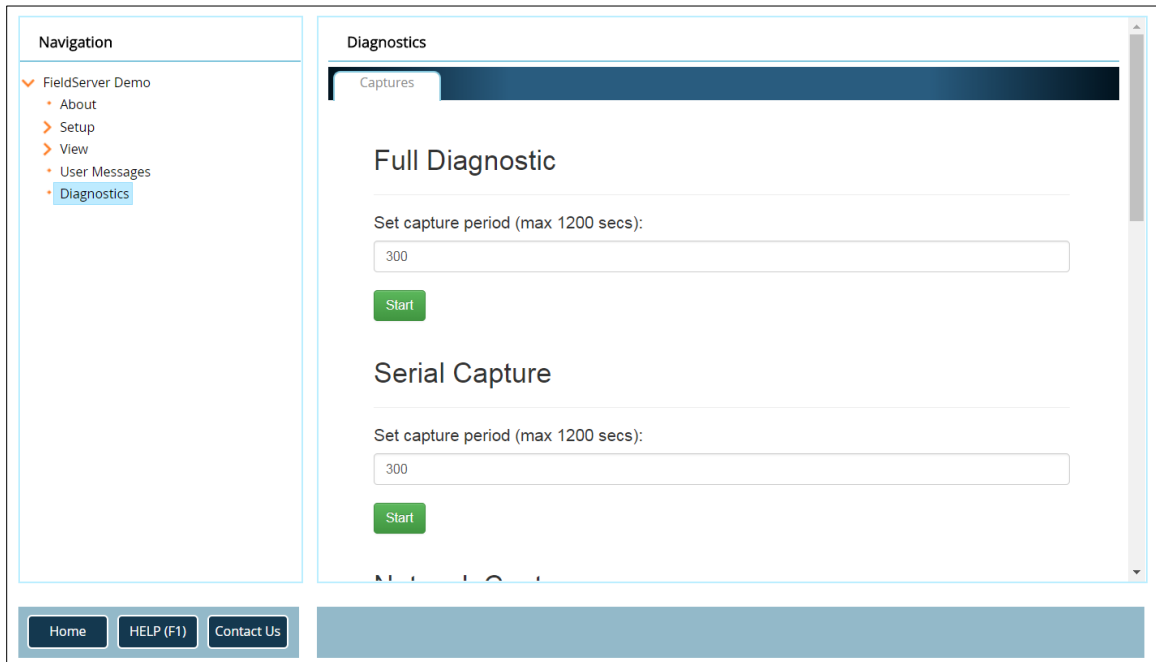 Navigation
FieldServer Demo
About
Setup
View
User Messages
Diagnostics
Diagnostics
Captures
Full Diagnostic
Set capture period (max 1200 secs):
300
Start
Serial Capture
Set capture period (max 1200 secs):
300
Start
Home
HELP (F1)
Contact Us